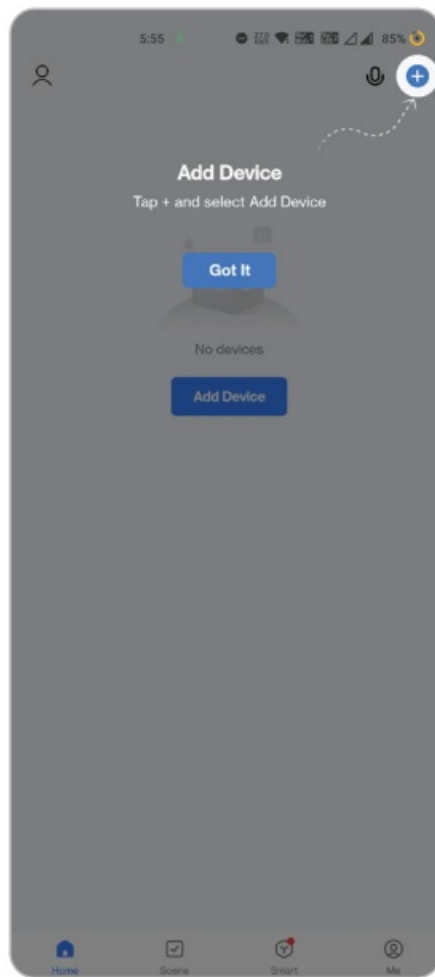 5:55 85%
Add Device
Tap + and select Add Device
Got It
No devices
Add Device
Home Scene Smart Me